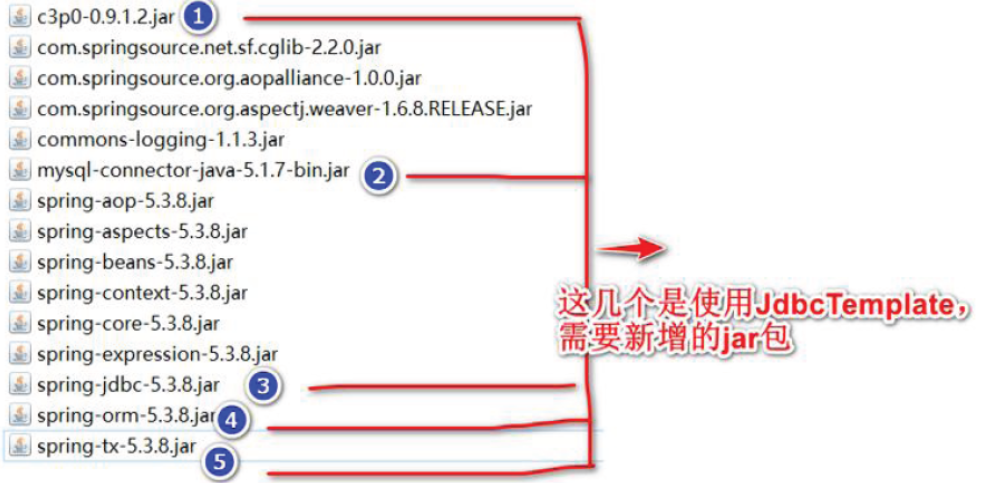 c3p0-0.9.1.2.jar 1
com.springsource.net.sf.cglib-2.2.0.jar
com.springsource.org.aopalliance-1.0.0.jar
com.springsource.org.aspectj.weaver-1.6.8.RELEASE.jar
commons-logging-1.1.3.jar
mysql-connector-java-5.1.7-bin.jar 2
spring-aop-5.3.8.jar
spring-aspects-5.3.8.jar
spring-beans-5.3.8.jar
spring-context-5.3.8.jar
spring-core-5.3.8.jar
spring-expression-5.3.8.jar
spring-jdbc-5.3.8.jar 3
spring-orm-5.3.8.jar 4
spring-tx-5.3.8.jar 5
这几个是使用JdbcTemplate,
需要新增的jar包